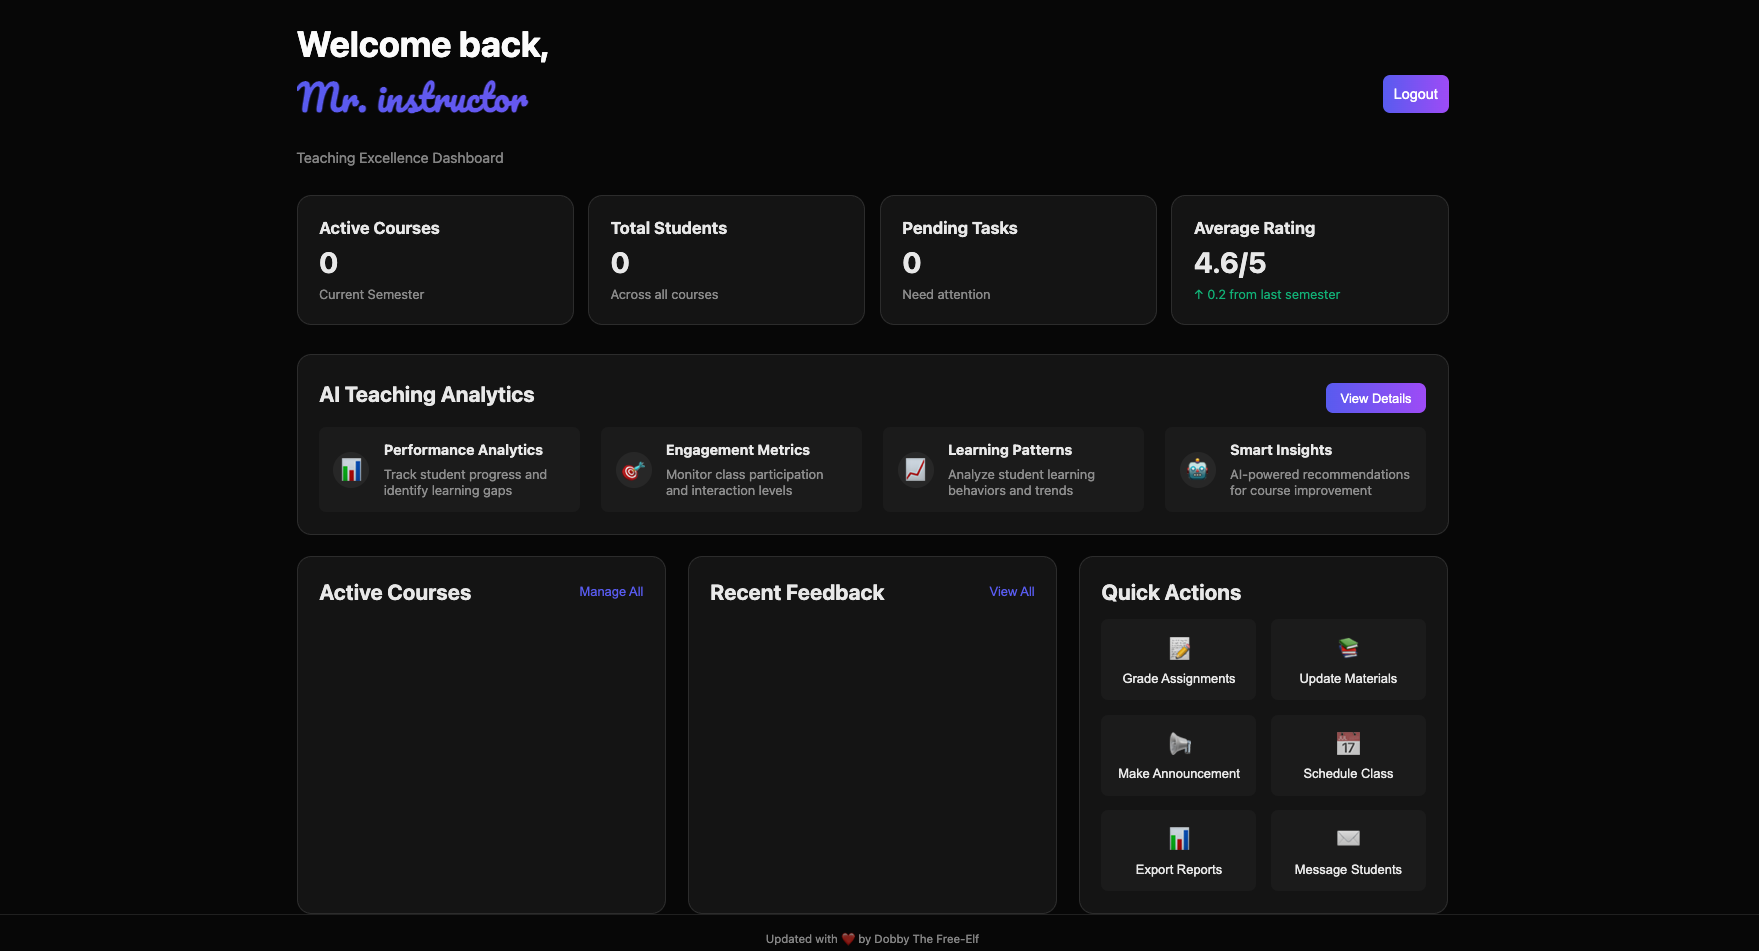 Welcome back,
Mr. instructor
Logout
Teaching Excellence Dashboard
Active Courses
0
Current Semester
Total Students
0
Across all courses
Pending Tasks
0
Need attention
Average Rating
4.6/5
↑ 0.2 from last semester
AI Teaching Analytics
View Details
Performance Analytics
Track student progress and
identify learning gaps
Engagement Metrics
Monitor class participation
and interaction levels
Learning Patterns
Analyze student learning
behaviors and trends
Smart Insights
AI-powered recommendations
for course improvement
Active Courses
Manage All
Recent Feedback
View All
Quick Actions
Grade Assignments
Update Materials
Make Announcement
17
Schedule Class
Export Reports
Message Students
Updated with ❤️ by Dobby The Free-Elf